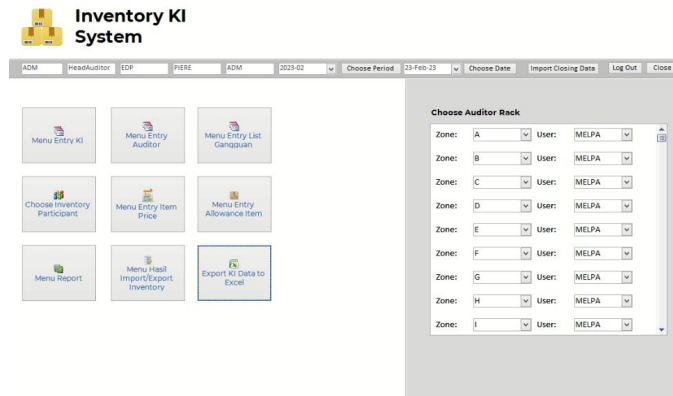 Inventory KI
System
ADM HeadAuditor EDP PIERE ADM 2023-02 Choose Period 23-Feb-23 Choose Date Import Closing Data Log Out Close
Menu Entry KI
Menu Entry
Auditor
Menu Entry List
Gangguan
Choose Inventory
Participant
Menu Entry Item
Price
Menu Entry
Allowance Item
Menu Report
Menu Hasil
Import/Export
Inventory
Export KI Data to
Excel
Choose Auditor Rack
Zone: A User: MELPA
Zone: B User: MELPA
Zone: C User: MELPA
Zone: D User: MELPA
Zone: E User: MELPA
Zone: F User: MELPA
Zone: G User: MELPA
Zone: H User: MELPA
Zone: I User: MELPA